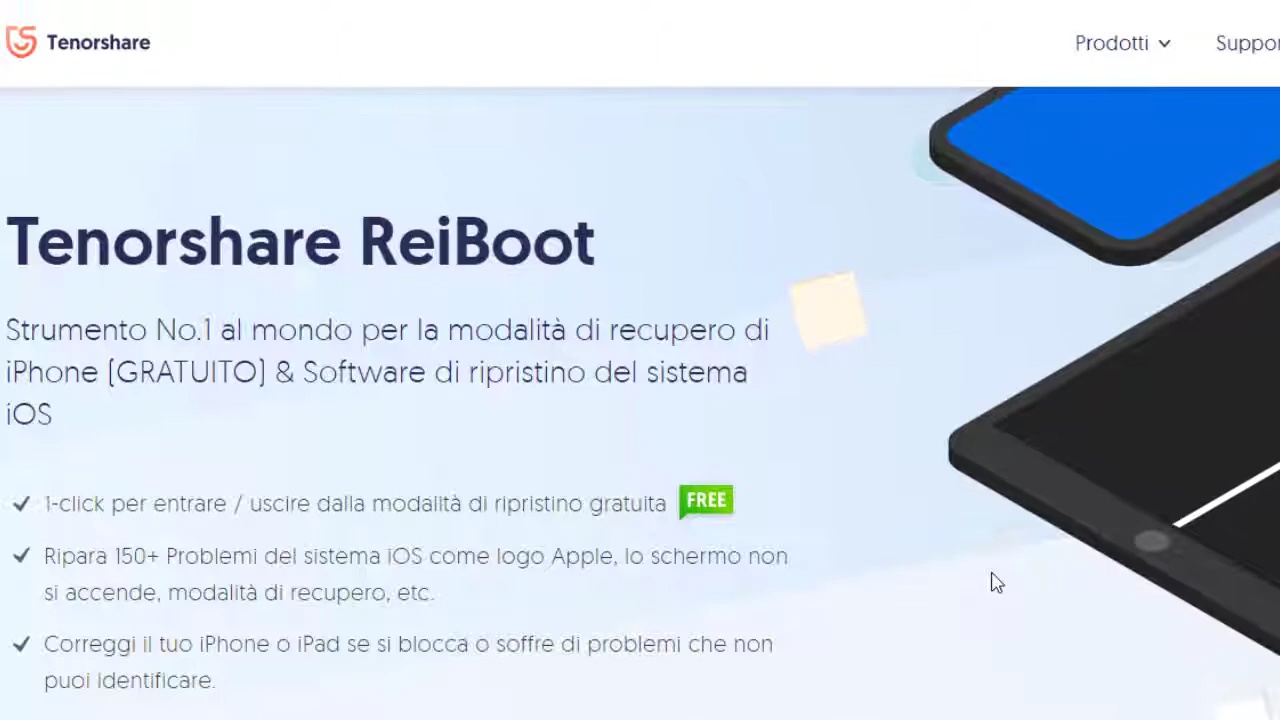 Tenorshare
Prodotti
Suppor
Tenorshare ReiBoot
Strumento No.1 al mondo per la modalità di recupero di
iPhone (GRATUITO) & Software di ripristino del sistema
iOS
1-click per entrare / uscire dalla modalità di ripristino gratuita FREE
Ripara 150+ Problemi del sistema iOS come logo Apple, lo schermo non
si accende, modalità di recupero, etc.
Correggi il tuo iPhone o iPad se si blocca o soffre di problemi che non
puoi identificare.